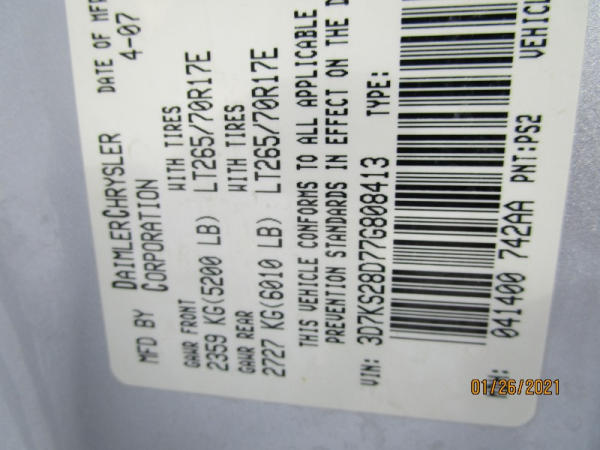 MFD BY DAIMLERCHRYSLER CORPORATION
DATE OF MFR
4-07
GAWR FRONT WITH TIRES
2359 KG(5200 LB) LT265/70R17E
GAWR REAR WITH TIRES
2727 KG(6010 LB) LT265/70R17E
THIS VEHICLE CONFORMS TO ALL APPLICABLE
PREVENTION STANDARDS IN EFFECT ON THE D
VIN: 3D7KS28D77G808413 TYPE:
041400 742AA PNT:PS2 VEHICL
01/26/2021